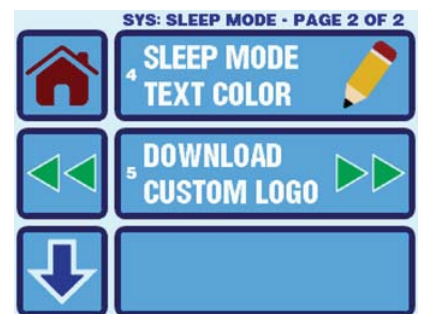 SYS: SLEEP MODE - PAGE 2 OF 2
4 SLEEP MODE
TEXT COLOR
5 DOWNLOAD
CUSTOM LOGO